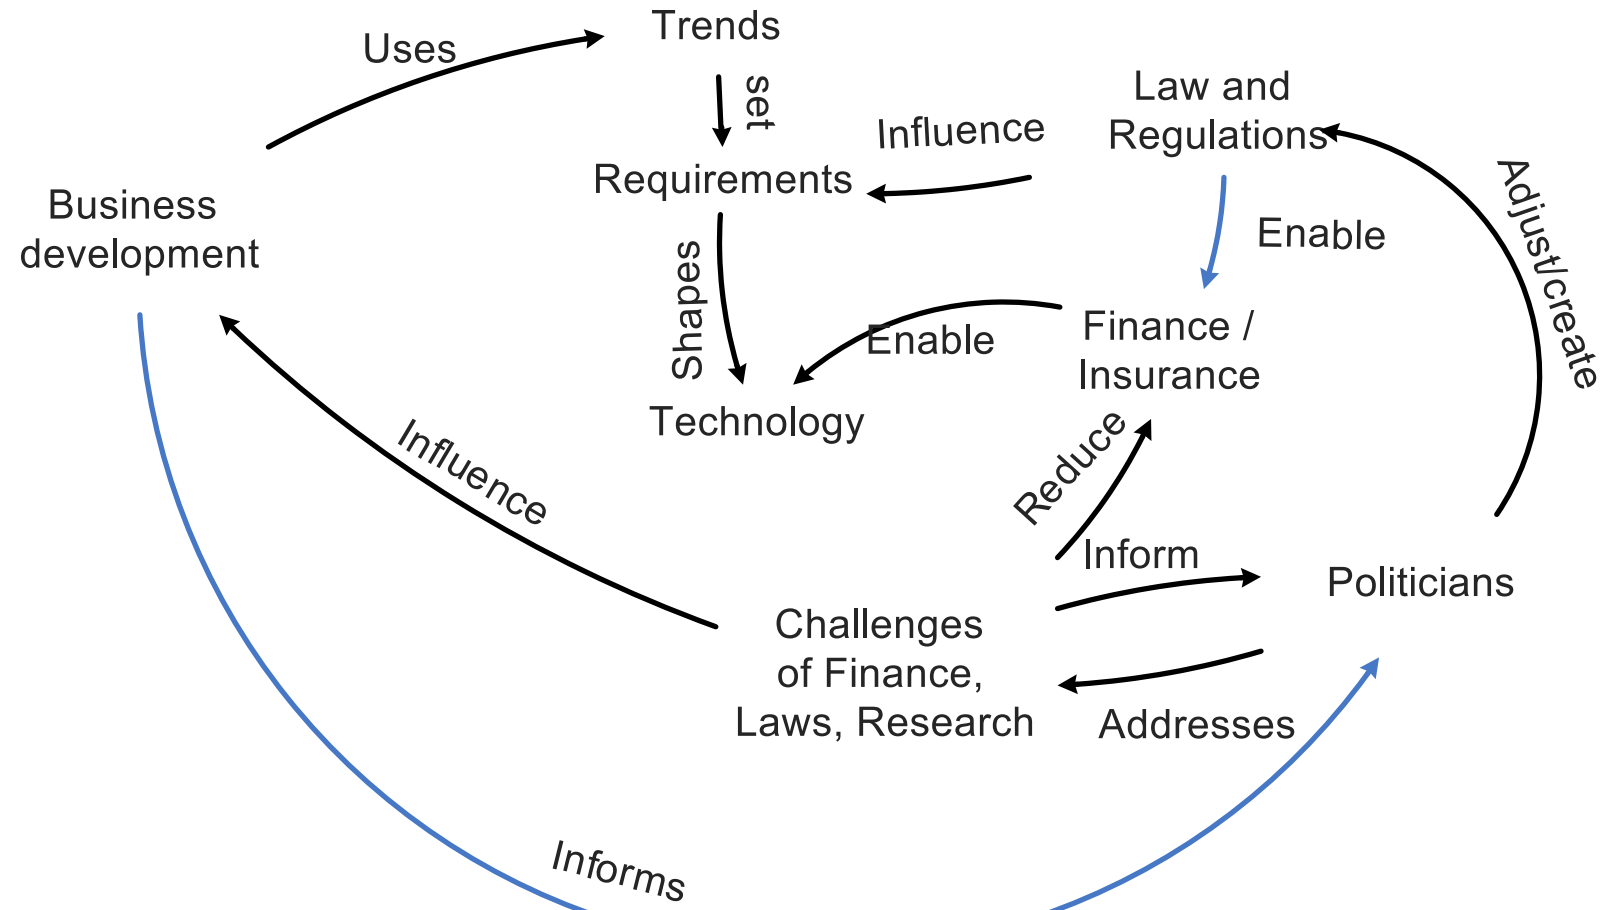 Trends
Uses
set
Law and
Regulations
Influence
Requirements
Adjust/create
Business
development
Enable
Shapes
Finance /
Insurance
Enable
Technology
Influence
Reduce
Inform
Politicians
Challenges
of Finance,
Laws, Research
Addresses
Informs